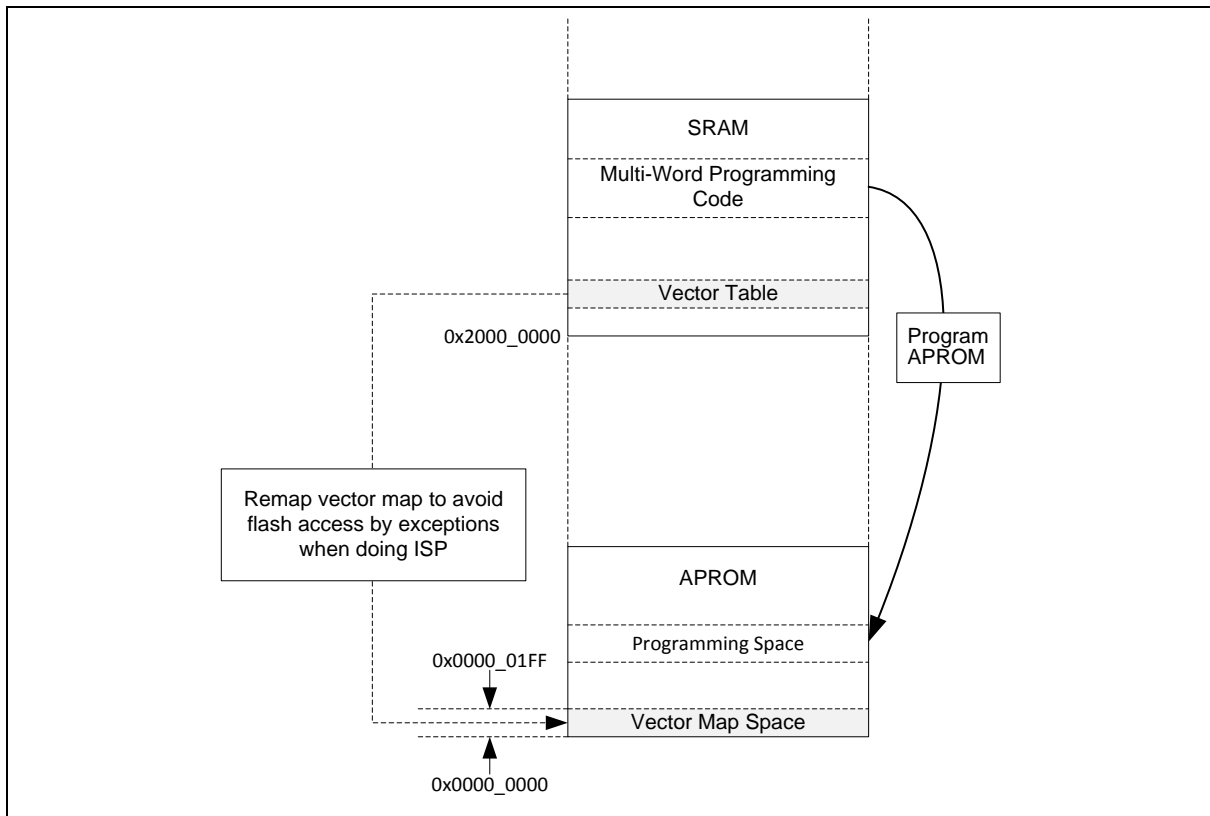 SRAM
Multi-Word Programming
Code
Vector Table
0x2000_0000
Program
APROM
Remap vector map to avoid
flash access by exceptions
when doing ISP
APROM
Programming Space
0x0000_01FF
Vector Map Space
0x0000_0000